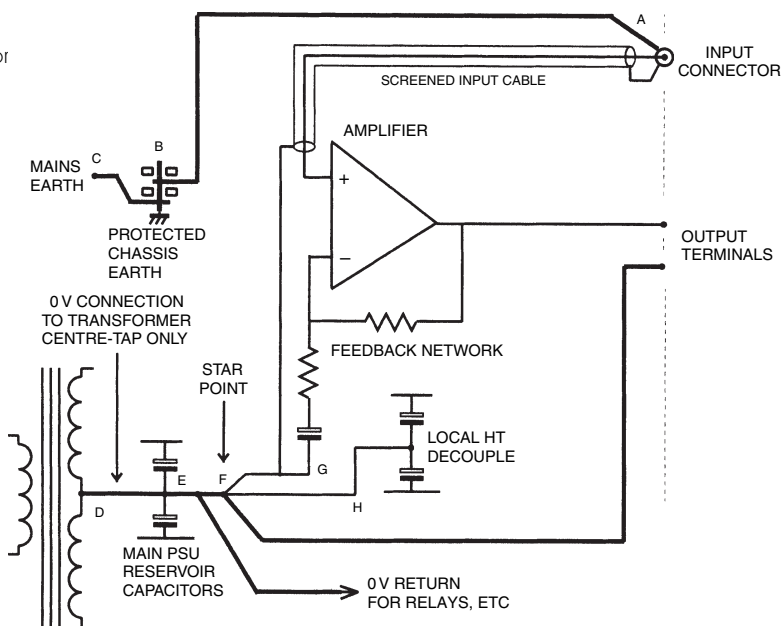 A
INPUT
CONNECTOR
SCREENED INPUT CABLE
AMPLIFIER
B
C
MAINS
EARTH
+
PROTECTED
CHASSIS
EARTH
−
OUTPUT
TERMINALS
0 V CONNECTION
TO TRANSFORMER
CENTRE-TAP ONLY
FEEDBACK NETWORK
STAR
POINT
LOCAL HT
DECOUPLE
G
E
F
H
D
MAIN PSU
RESERVOIR
CAPACITORS
0 V RETURN
FOR RELAYS, ETC